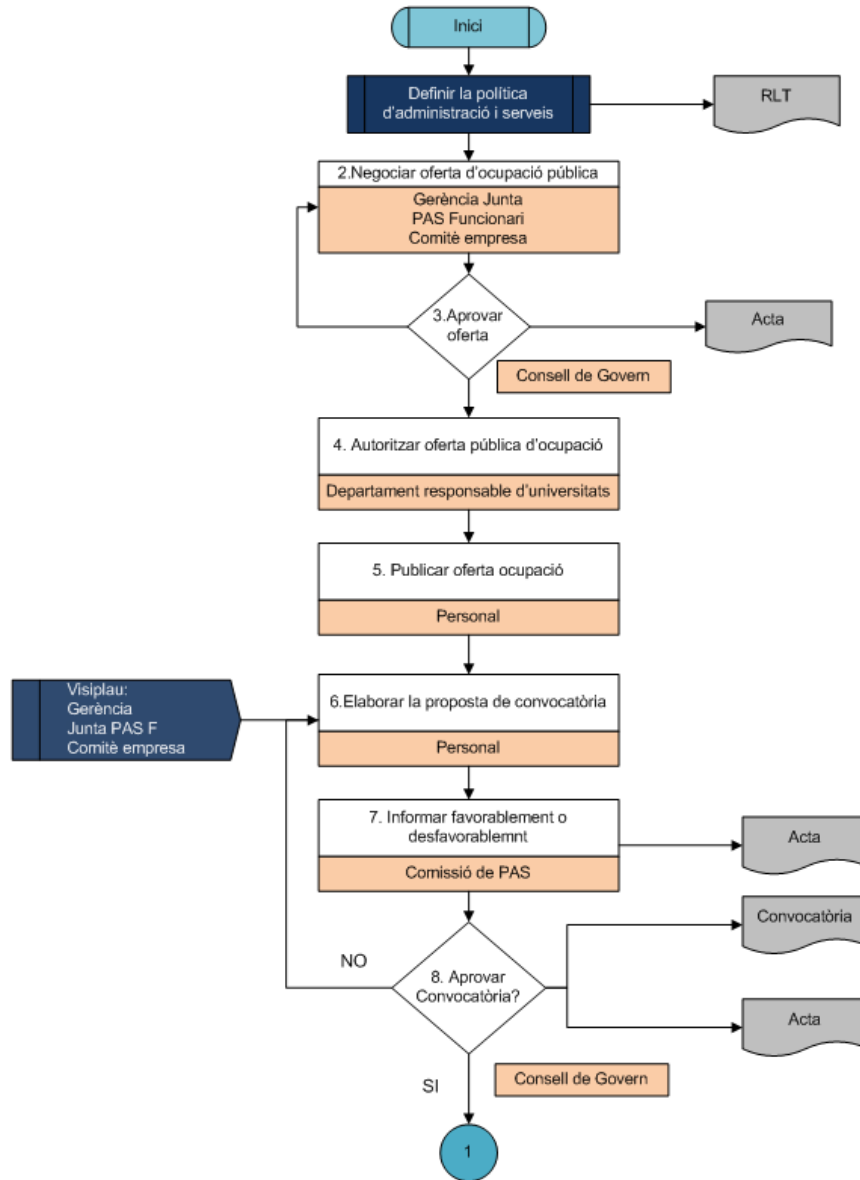 Inici
Definir la política
d'administració i serveis
RLT
2.Negociar oferta d'ocupació pública
Gerència Junta
PAS Funcionari
Comitè empresa
3.Aprovar
oferta
Acta
Consell de Govern
4. Autoritzar oferta pública d'ocupació
Departament responsable d'universitats
5. Publicar oferta ocupació
Personal
Visiplau:
Gerència
Junta PAS F
Comitè empresa
6.Elaborar la proposta de convocatòria
Personal
7. Informar favorablement o
desfavorablemnt
Comissió de PAS
Acta
Convocatòria
NO
8. Aprovar
Convocatòria?
Acta
Consell de Govern
SI
1